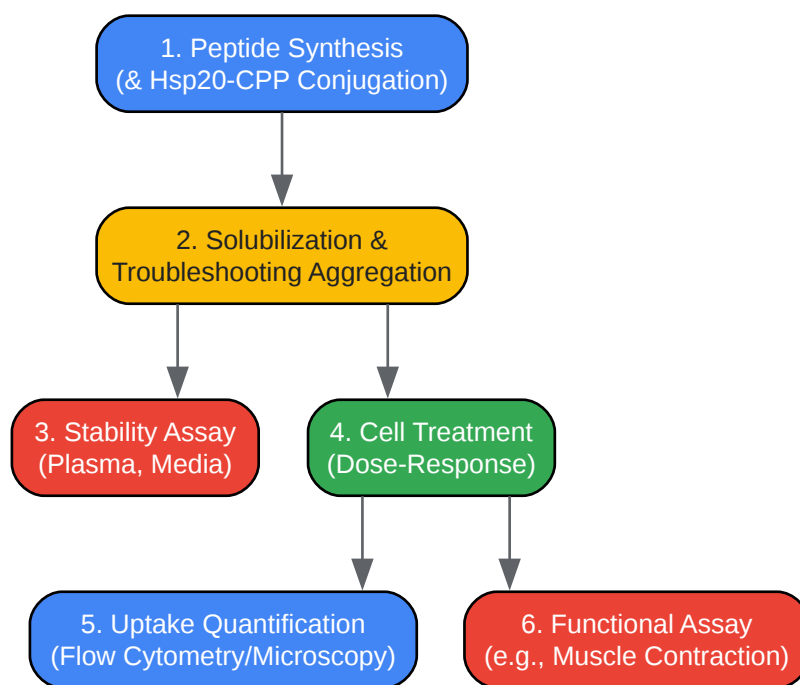 1. Peptide Synthesis
(& Hsp20-CPP Conjugation)
2. Solubilization &
Troubleshooting Aggregation
3. Stability Assay
(Plasma, Media)
4. Cell Treatment
(Dose-Response)
5. Uptake Quantification
(Flow Cytometry/Microscopy)
6. Functional Assay
(e.g., Muscle Contraction)